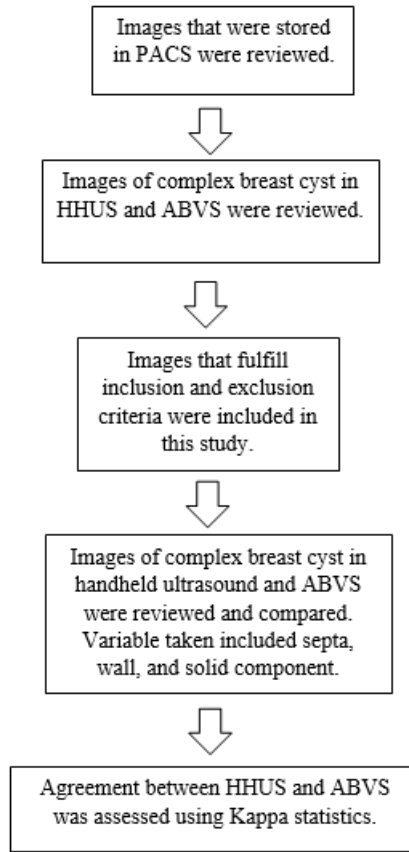 Images that were stored
in PACS were reviewed.
Images of complex breast cyst in
HHUS and ABVS were reviewed.
Images that fulfill
inclusion and exclusion
criteria were included in
this study.
Images of complex breast cyst in
handheld ultrasound and ABVS
were reviewed and compared.
Variable taken included septa,
wall, and solid component.
Agreement between HHUS and ABVS
was assessed using Kappa statistics.